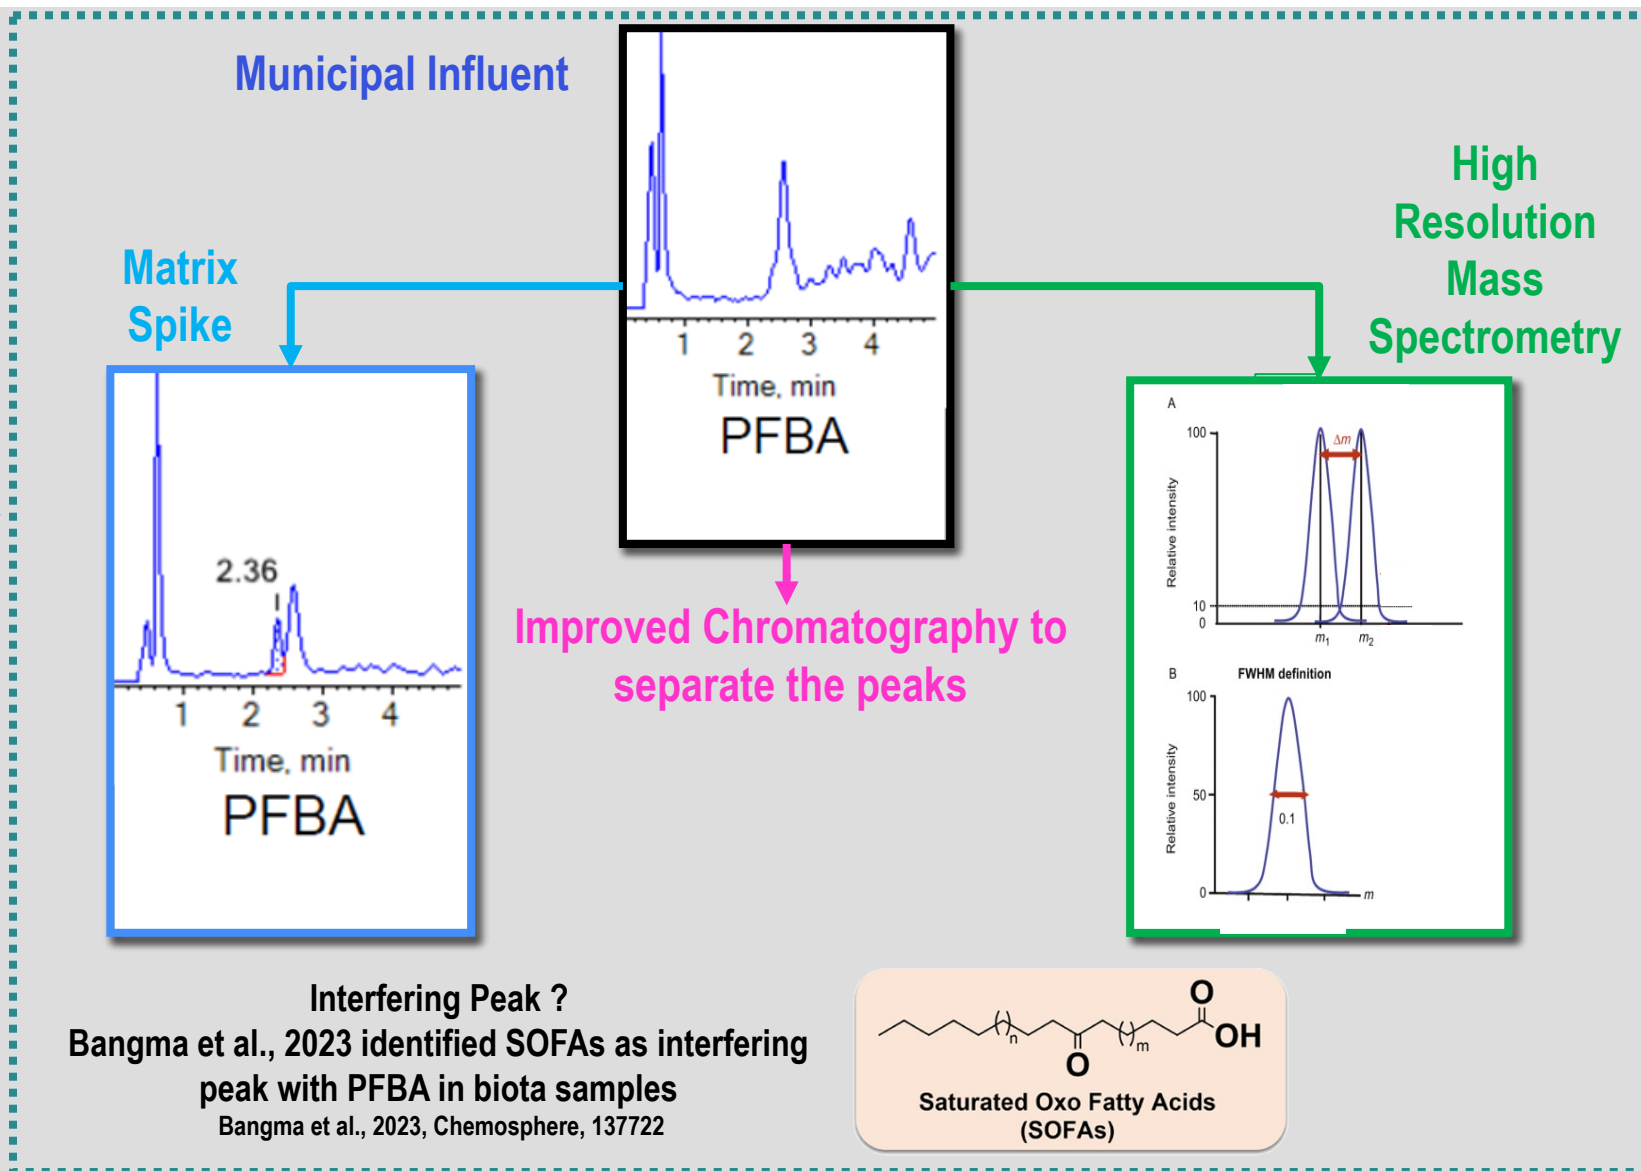 Municipal Influent
1 2 3 4
Time, min
PFBA
Matrix
Spike
2.36
1 2 3 4
Time, min
PFBA
Improved Chromatography to
separate the peaks
High
Resolution
Mass
Spectrometry
A
100
Δm
Relative intensity
10
0
m1 m2
B FWHM definition
100
Relative intensity
50
0.1
0
m
Interfering Peak ?
Bangma et al., 2023 identified SOFAs as interfering
peak with PFBA in biota samples
Bangma et al., 2023, Chemosphere, 137722
O
OH
n
m
O
Saturated Oxo Fatty Acids
(SOFAs)